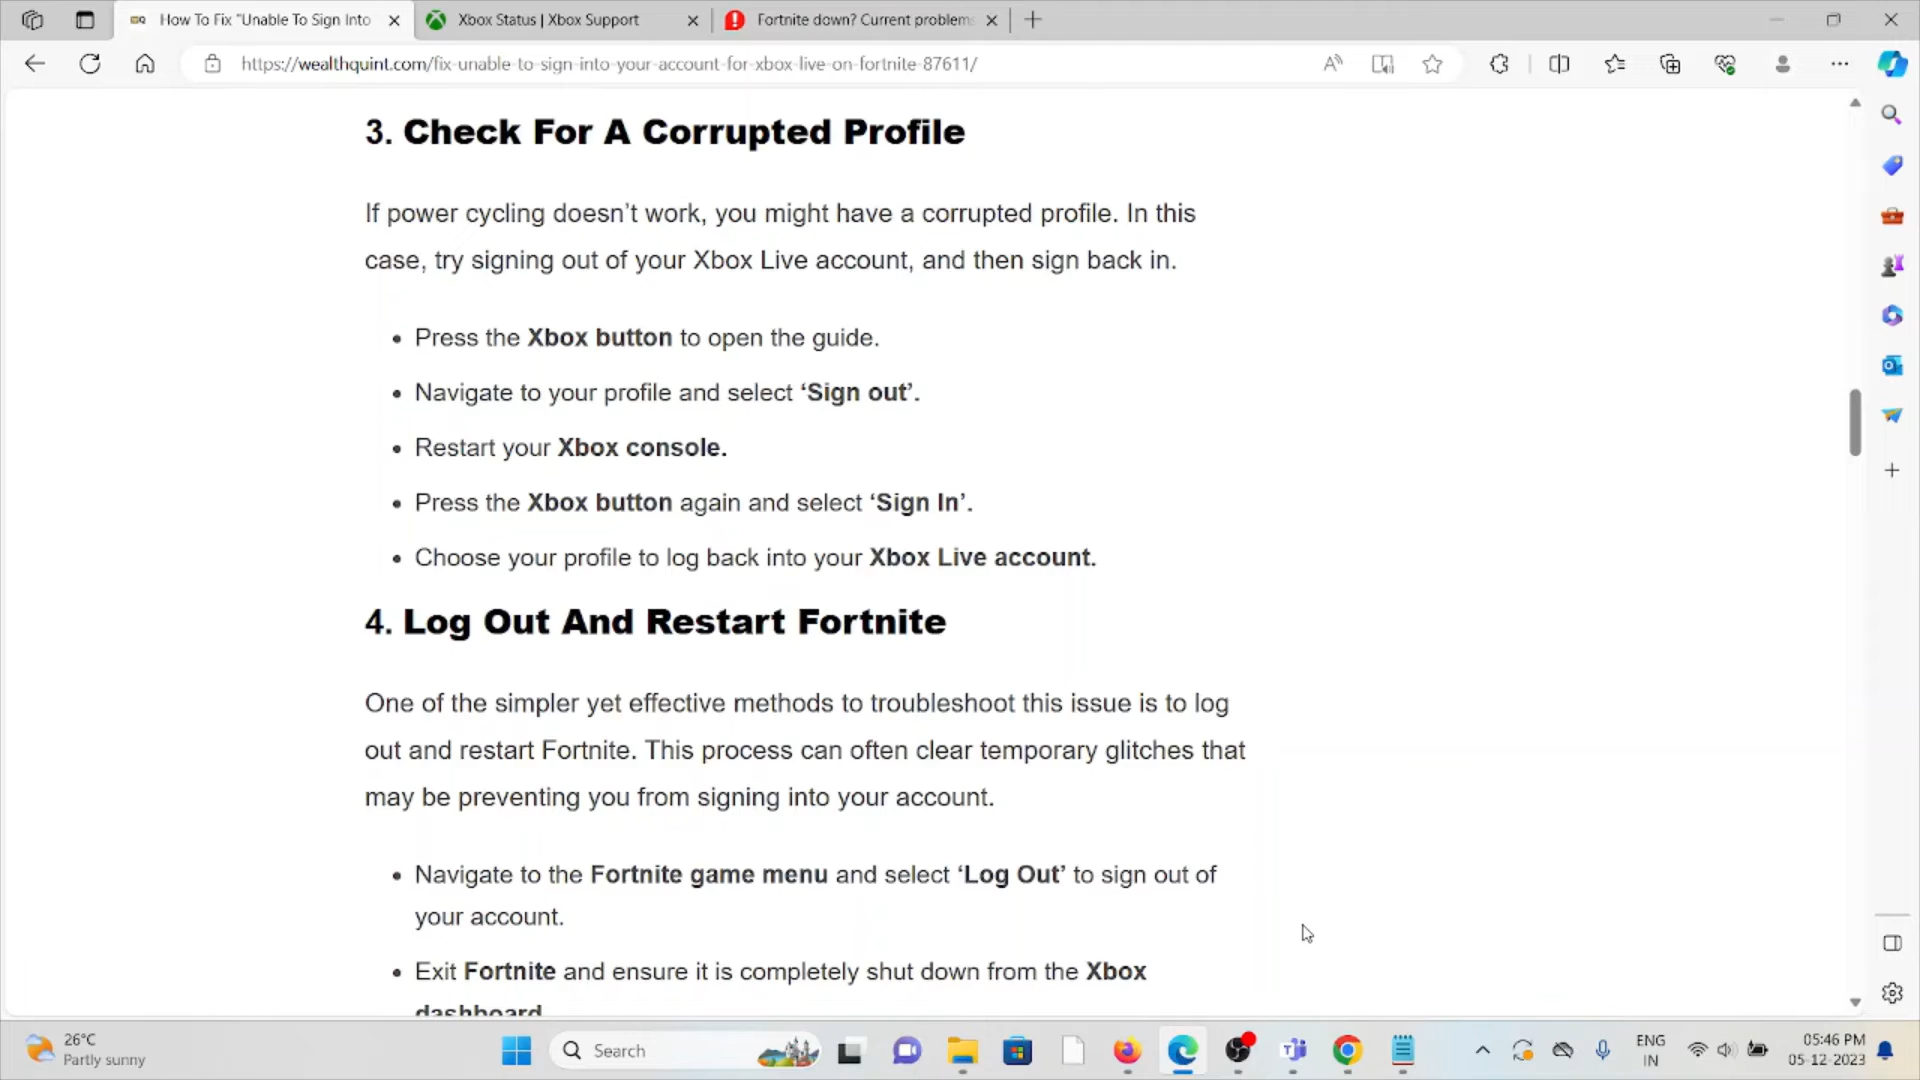 How To Fix "Unable To Sign Into
Xbox Status | Xbox Support
Fortnite down? Current problems
https://wealthquint.com/fix-unable-to-sign-into-your-account-for-xbox-live-on-fortnite-87611/
3. Check For A Corrupted Profile
If power cycling doesn’t work, you might have a corrupted profile. In this
case, try signing out of your Xbox Live account, and then sign back in.
• Press the Xbox button to open the guide.
• Navigate to your profile and select ‘Sign out’.
• Restart your Xbox console.
• Press the Xbox button again and select ‘Sign In’.
• Choose your profile to log back into your Xbox Live account.
4. Log Out And Restart Fortnite
One of the simpler yet effective methods to troubleshoot this issue is to log
out and restart Fortnite. This process can often clear temporary glitches that
may be preventing you from signing into your account.
• Navigate to the Fortnite game menu and select ‘Log Out’ to sign out of
your account.
• Exit Fortnite and ensure it is completely shut down from the Xbox
dashboard
26°C
Partly sunny
Search
ENG
IN
05:46 PM
05-12-2023